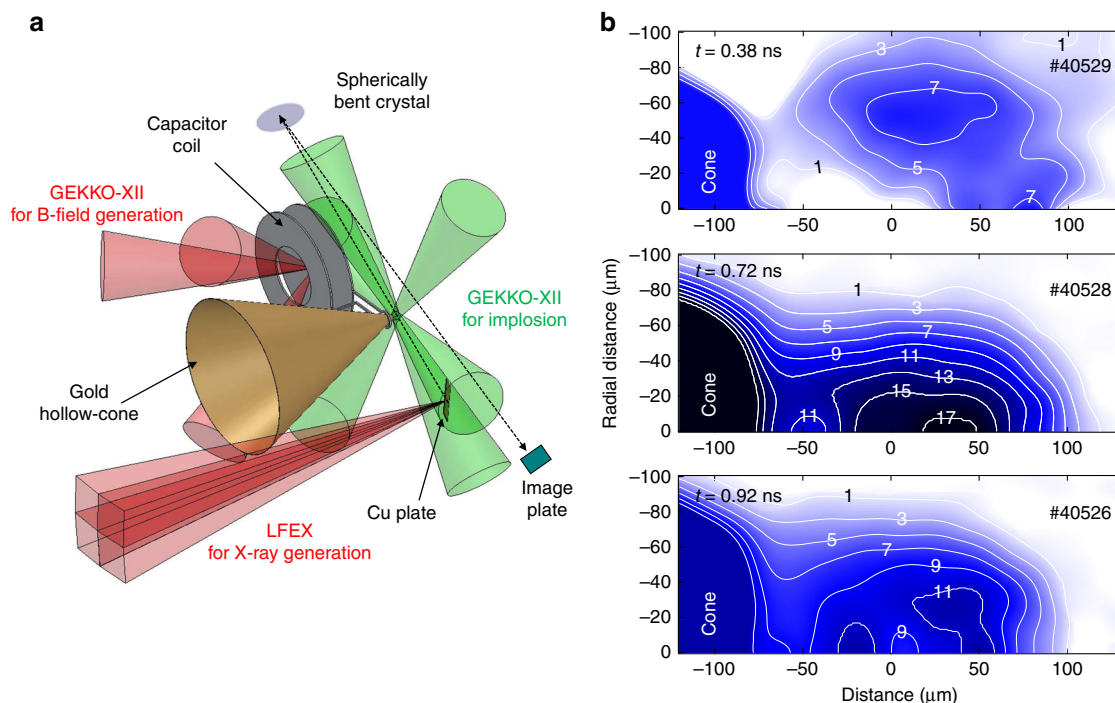 a
Spherically
bent crystal
Capacitor
coil
GEKKO-XII
for B-field generation
GEKKO-XII
for implosion
Gold
hollow-cone
Cu plate
Image
plate
LFEX
for X-ray generation
b
Radial distance (μm)
–100
–80
–60
–40
–20
0
t = 0.38 ns
#40529
Cone
3
1
7
5
1
7
–100
–50
0
50
100
–100
–80
–60
–40
–20
0
t = 0.72 ns
#40528
Cone
1
3
5
7
9
11
13
15
11
17
–100
–50
0
50
100
–100
–80
–60
–40
–20
0
t = 0.92 ns
#40526
Cone
1
3
5
7
9
11
9
–100
–50
0
50
100
Distance (μm)